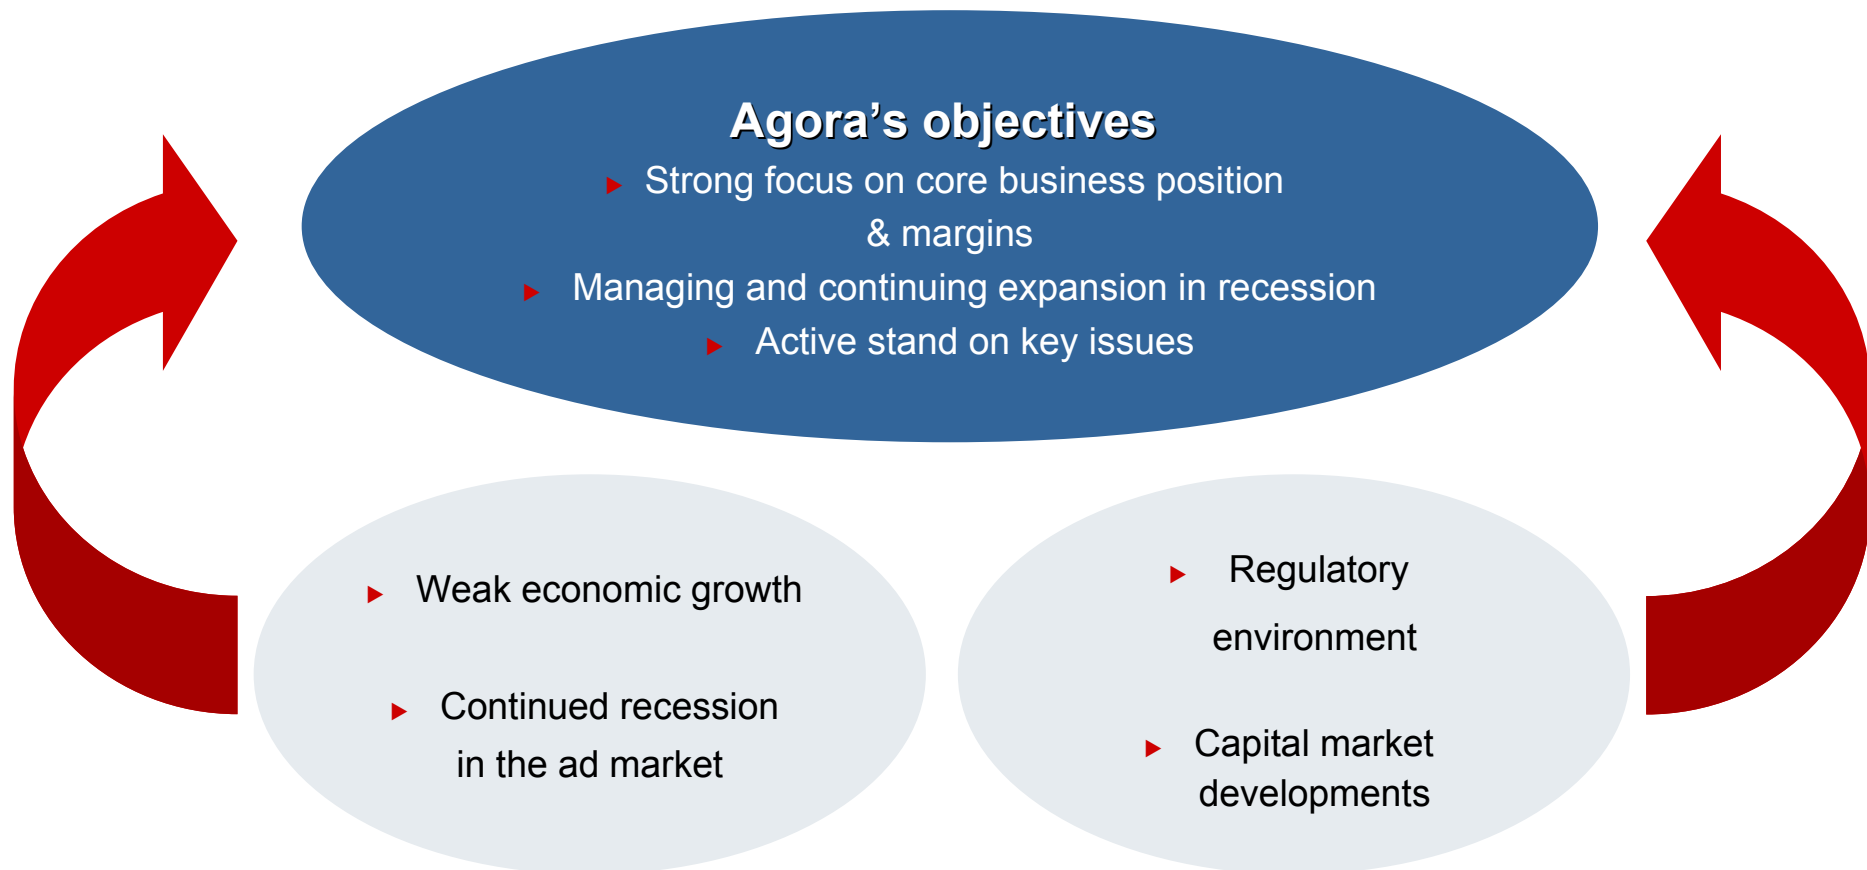 Agora’s objectives
▶ Strong focus on core business position
& margins
▶ Managing and continuing expansion in recession
▶ Active stand on key issues
▶ Weak economic growth
▶ Continued recession
in the ad market
▶ Regulatory
environment
▶ Capital market
developments